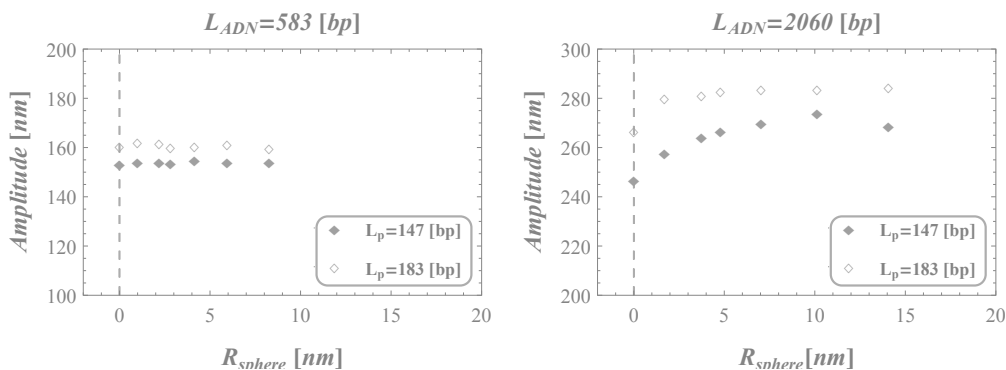 L_ADN=583 [bp]
Amplitude [nm]
200
180
160
140
120
100
0
5
10
15
20
R_sphere [nm]
L_p=147 [bp]
L_p=183 [bp]
L_ADN=2060 [bp]
Amplitude [nm]
300
280
260
240
220
200
0
5
10
15
20
R_sphere [nm]
L_p=147 [bp]
L_p=183 [bp]